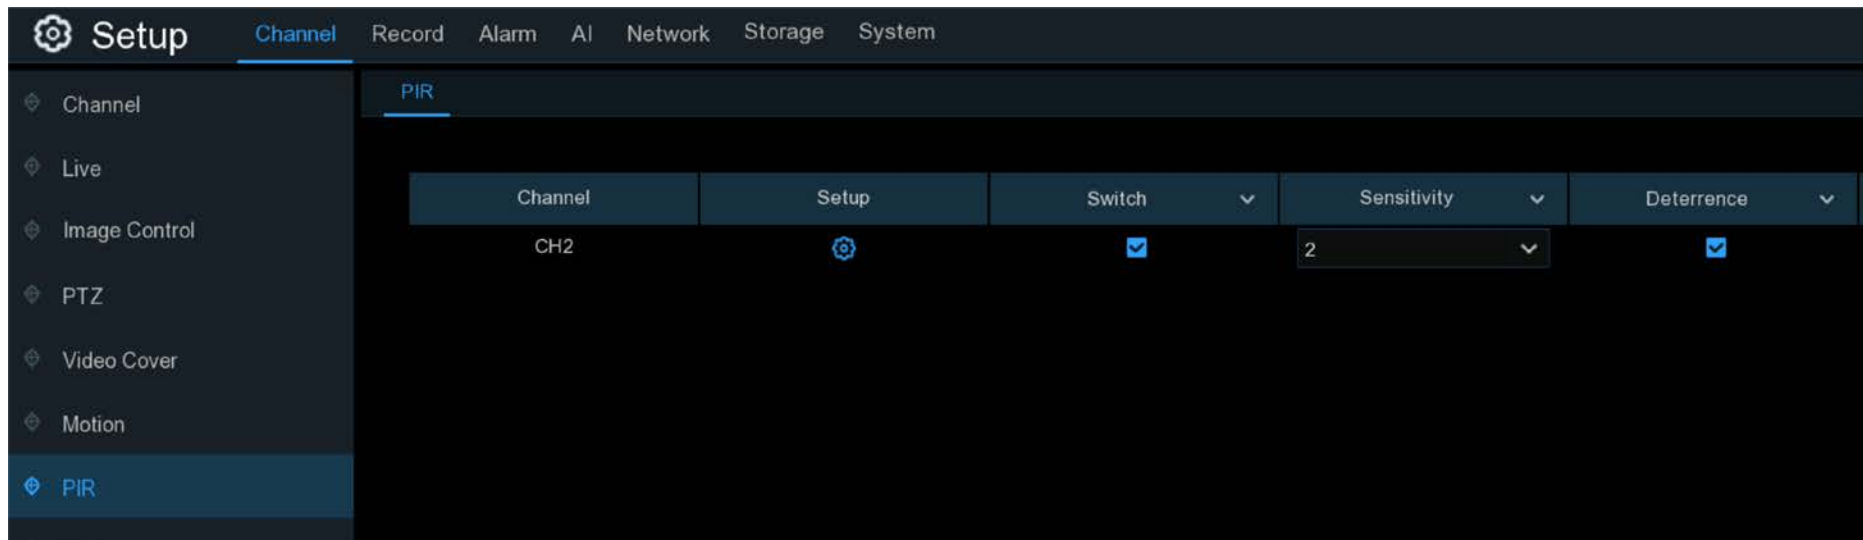 Setup Channel Record Alarm AI Network Storage System
Channel
Live
Image Control
PTZ
Video Cover
Motion
PIR
PIR
Channel Setup Switch Sensitivity Deterrence
CH2 2